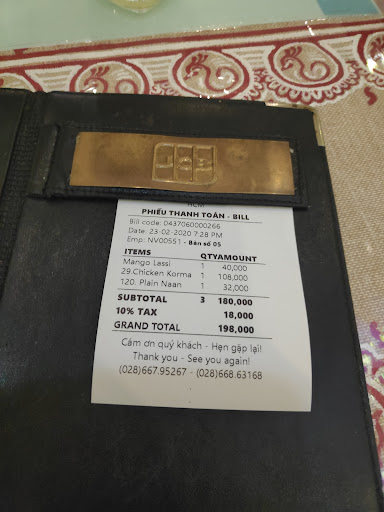 HCM
PHIẾU THANH TOÁN - BILL
Bill code: 0437060000266
Date: 23-02-2020 7:28 PM
Emp: NV00551 - Bàn số 05
ITEMS QTY AMOUNT
Mango Lassi 1 40,000
29.Chicken Korma 1 108,000
120. Plain Naan 1 32,000
SUBTOTAL 3 180,000
10% TAX 18,000
GRAND TOTAL 198,000
Cám ơn quý khách - Hẹn gặp lại!
Thank you - See you again!
(028)667.95267 - (028)668.63168